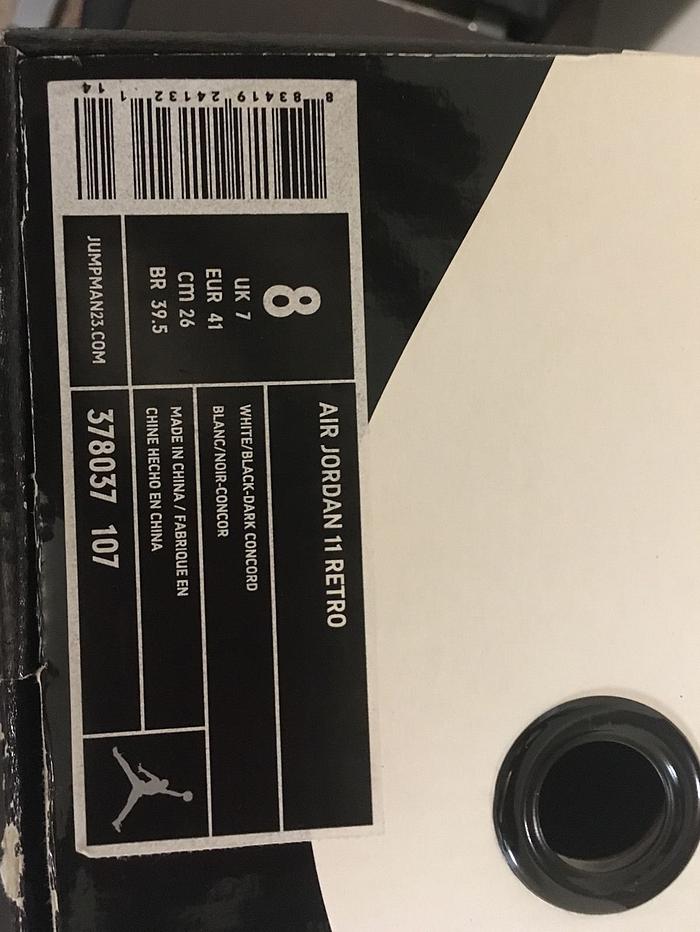 8 83419 24132 1 14
8
UK 7
EUR 41
cm 26
BR 39.5
JUMPMAN23.COM
AIR JORDAN 11 RETRO
WHITE/BLACK-DARK CONCORD
BLANC/NOIR-CONCOR
MADE IN CHINA / FABRIQUE EN
CHINE HECHO EN CHINA
378037 107